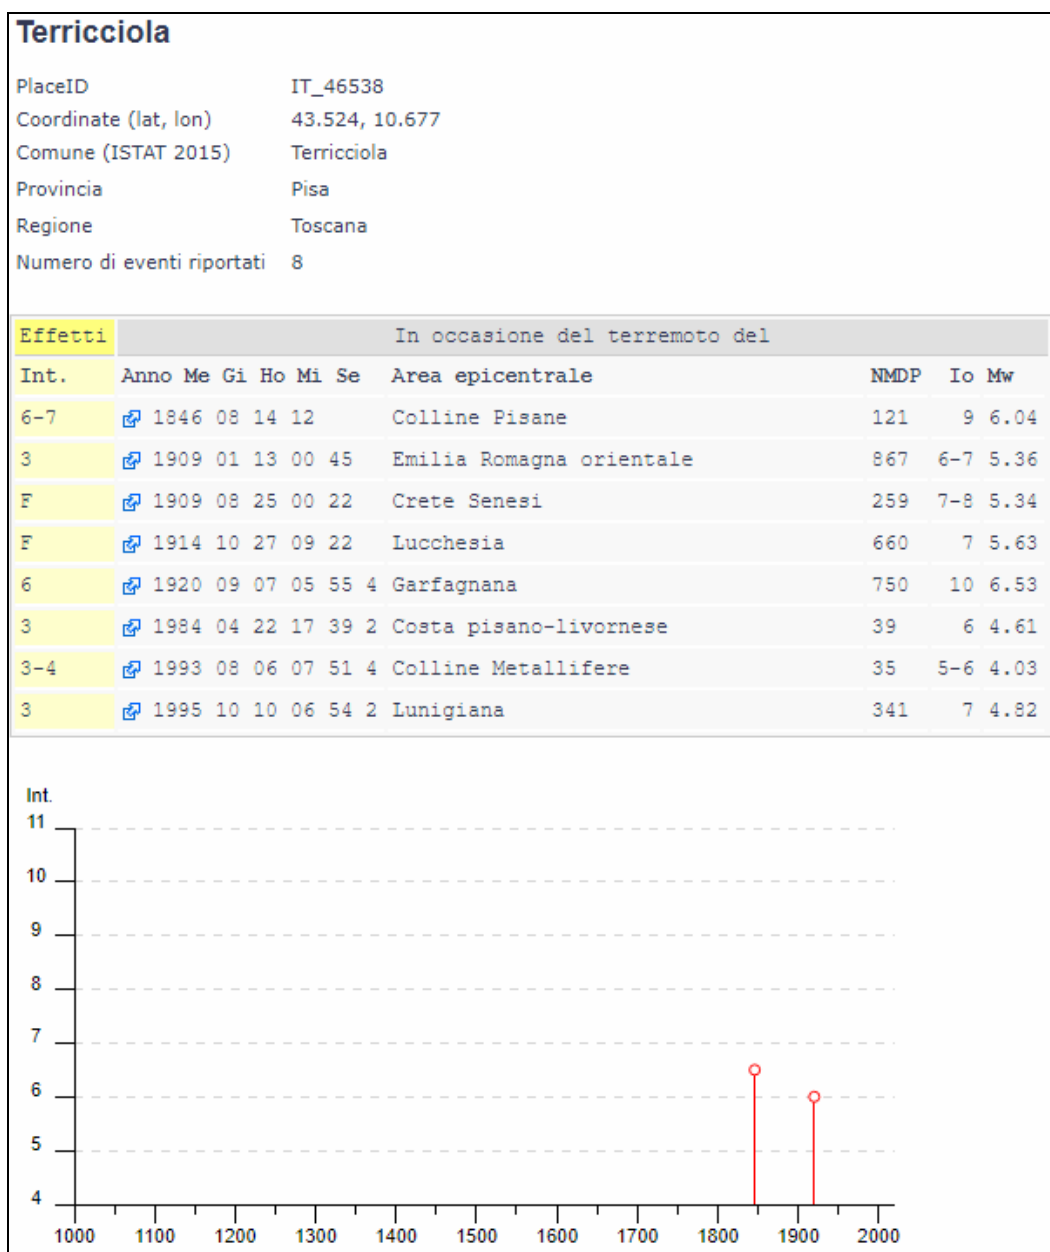 Terricciola
PlaceID IT_46538
Coordinate (lat, lon) 43.524, 10.677
Comune (ISTAT 2015) Terricciola
Provincia Pisa
Regione Toscana
Numero di eventi riportati 8
Effetti In occasione del terremoto del
Int. Anno Me Gi Ho Mi Se Area epicentrale NMDP Io Mw
6-7 1846 08 14 12 Colline Pisane 121 9 6.04
3 1909 01 13 00 45 Emilia Romagna orientale 867 6-7 5.36
F 1909 08 25 00 22 Crete Senesi 259 7-8 5.34
F 1914 10 27 09 22 Lucchesia 660 7 5.63
6 1920 09 07 05 55 4 Garfagnana 750 10 6.53
3 1984 04 22 17 39 2 Costa pisano-livornese 39 6 4.61
3-4 1993 08 06 07 51 4 Colline Metallifere 35 5-6 4.03
3 1995 10 10 06 54 2 Lunigiana 341 7 4.82
Int.
11
10
9
8
7
6
5
4
1000 1100 1200 1300 1400 1500 1600 1700 1800 1900 2000